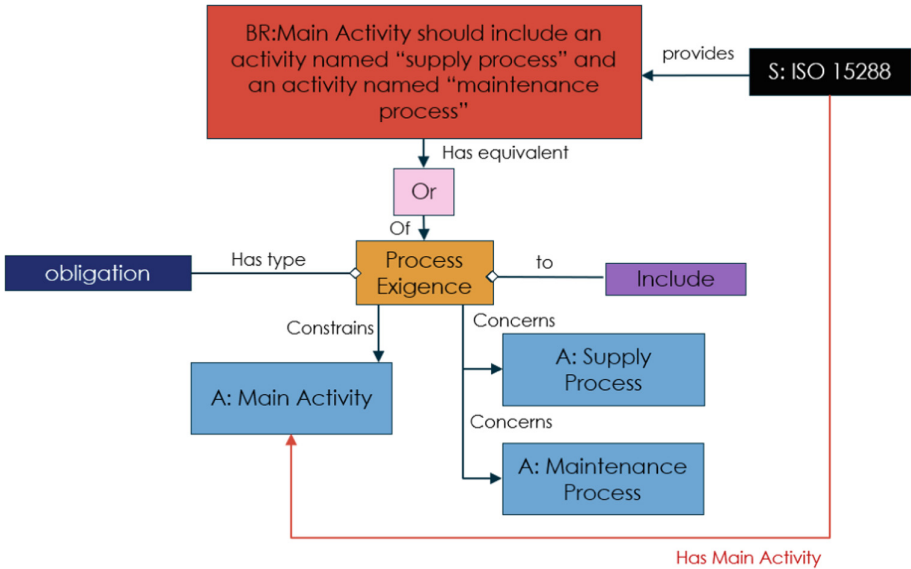 BR:Main Activity should include an
activity named “supply process” and
an activity named “maintenance
process”
provides
S: ISO 15288
Has equivalent
Or
Of
obligation
Has type
Process
Exigence
to
Include
Constrains
Concerns
A: Main Activity
A: Supply
Process
Concerns
A: Maintenance
Process
Has Main Activity